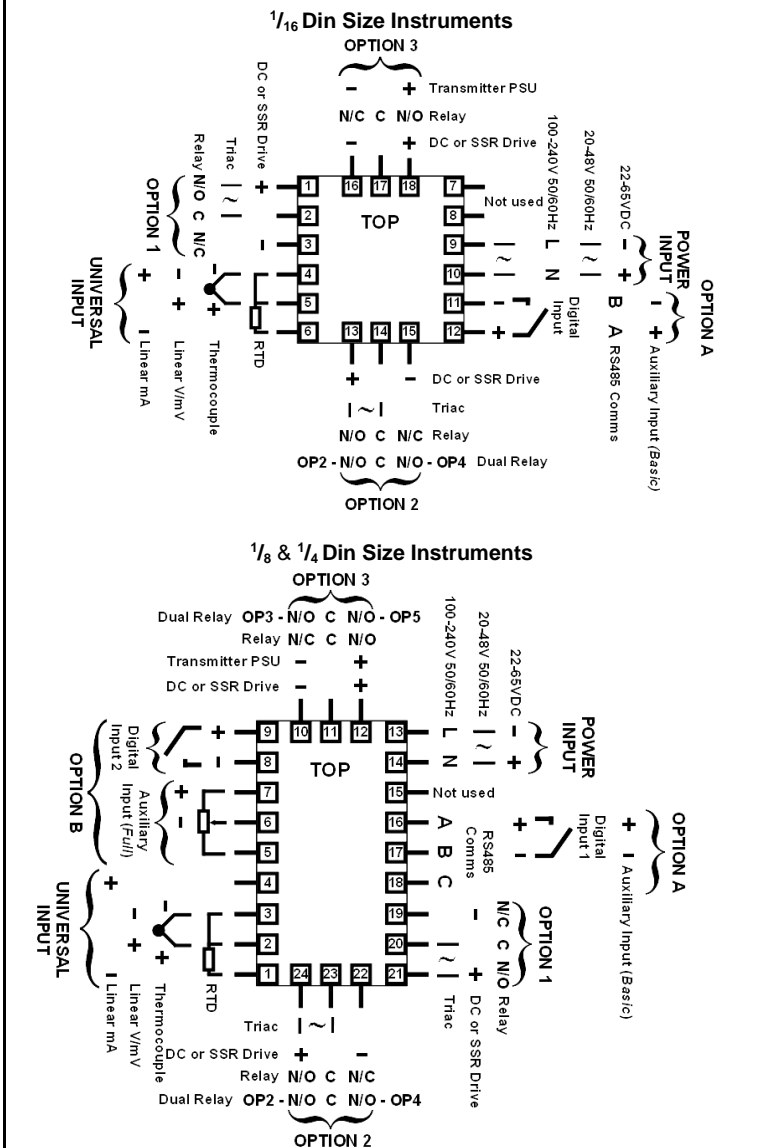 1/16 Din Size Instruments
OPTION 3
− + Transmitter PSU
N/C C N/O Relay
− + DC or SSR Drive
16 17 18
TOP
DC or SSR Drive
+ −
Triac
| ~ |
Relay N/O C N/C
OPTION 1
1
2
3
4
5
6
UNIVERSAL INPUT
+ − Linear mA
− + Linear V/mV
− + Thermocouple
RTD
7
8
9
10
11
12
Not used
| ~ |
100-240V 50/60Hz L N
20-48V 50/60Hz | ~ |
22-65VDC − +
POWER INPUT
− +
Digital Input
B A RS485 Comms
− + Auxiliary Input (Basic)
OPTION A
13 14 15
+ − DC or SSR Drive
| ~ | Triac
N/O C N/C Relay
OP2 - N/O C N/O - OP4 Dual Relay
OPTION 2
1/8 & 1/4 Din Size Instruments
OPTION 3
Dual Relay OP3 - N/O C N/O - OP5
Relay N/C C N/O
Transmitter PSU − +
DC or SSR Drive − +
10 11 12
TOP
9
8
7
6
5
4
3
2
1
+ −
Digital Input 2
+ −
Auxiliary Input (Full)
OPTION B
UNIVERSAL INPUT
+ − Linear mA
− + Linear V/mV
− + Thermocouple
RTD
13
14
15
16
17
18
19
20
21
100-240V 50/60Hz L N
20-48V 50/60Hz | ~ |
22-65VDC − +
POWER INPUT
Not used
A B C
RS485 Comms
+ −
Digital Input 1
+ − Auxiliary Input (Basic)
OPTION A
| ~ | Triac
− + DC or SSR Drive
N/C C N/O Relay
OPTION 1
24 23 22
Triac | ~ |
DC or SSR Drive + −
Relay N/O C N/C
Dual Relay OP2 - N/O C N/O - OP4
OPTION 2